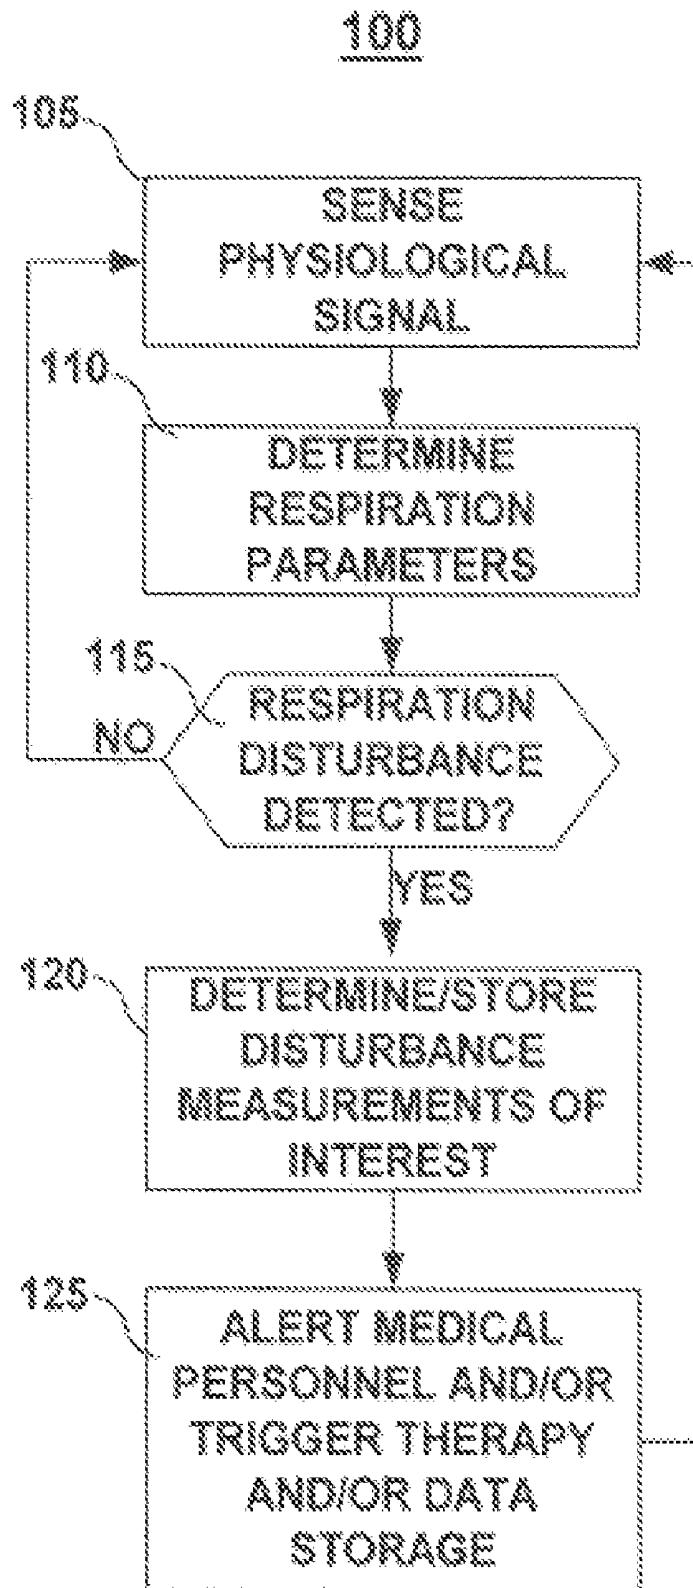 100
105
SENSE
PHYSIOLOGICAL
SIGNAL
110
DETERMINE
RESPIRATION
PARAMETERS
115
RESPIRATION
DISTURBANCE
DETECTED?
NO
YES
120
DETERMINE/STORE
DISTURBANCE
MEASUREMENTS OF
INTEREST
125
ALERT MEDICAL
PERSONNEL AND/OR
TRIGGER THERAPY
AND/OR DATA
STORAGE